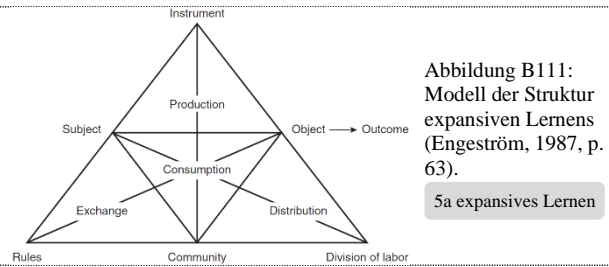 Instrument
Production
Subject
Object
Outcome
Consumption
Exchange
Distribution
Rules
Community
Division of labor
Abbildung B111:
Modell der Struktur
expansiven Lernens
(Engeström, 1987, p.
63).
5a expansives Lernen